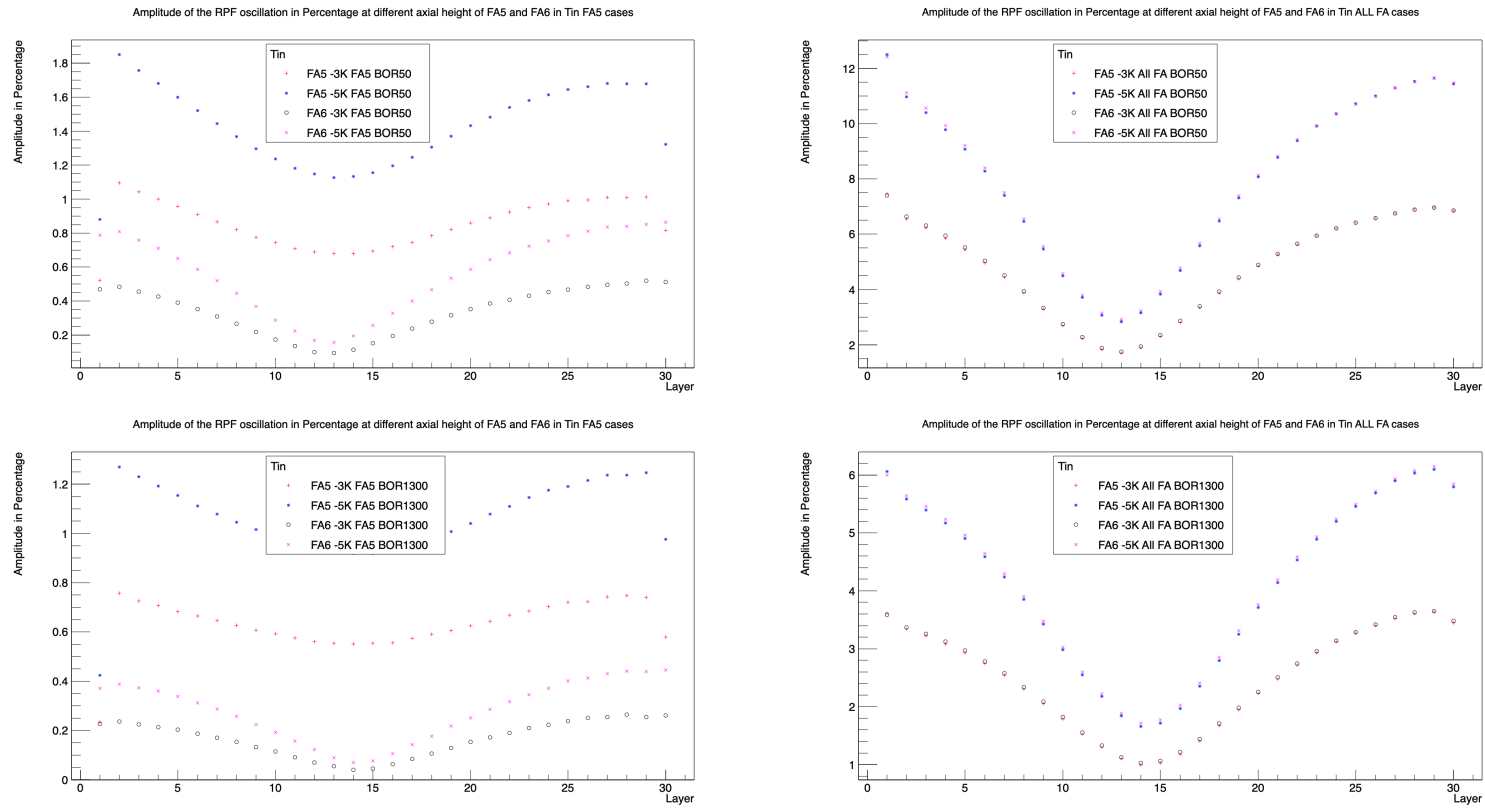 Amplitude of the RPF oscillation in Percentage at different axial height of FA5 and FA6 in Tin FA5 cases
Amplitude in Percentage
Tin
FA5 -3K FA5 BOR50
FA5 -5K FA5 BOR50
FA6 -3K FA5 BOR50
FA6 -5K FA5 BOR50
1.8
1.6
1.4
1.2
1
0.8
0.6
0.4
0.2
0 5 10 15 20 25 30
Layer
Amplitude of the RPF oscillation in Percentage at different axial height of FA5 and FA6 in Tin ALL FA cases
Amplitude in Percentage
Tin
FA5 -3K All FA BOR50
FA5 -5K All FA BOR50
FA6 -3K All FA BOR50
FA6 -5K All FA BOR50
12
10
8
6
4
2
0 5 10 15 20 25 30
Layer
Amplitude of the RPF oscillation in Percentage at different axial height of FA5 and FA6 in Tin FA5 cases
Amplitude in Percentage
Tin
FA5 -3K FA5 BOR1300
FA5 -5K FA5 BOR1300
FA6 -3K FA5 BOR1300
FA6 -5K FA5 BOR1300
1.2
1
0.8
0.6
0.4
0.2
0
0 5 10 15 20 25 30
Layer
Amplitude of the RPF oscillation in Percentage at different axial height of FA5 and FA6 in Tin ALL FA cases
Amplitude in Percentage
Tin
FA5 -3K All FA BOR1300
FA5 -5K All FA BOR1300
FA6 -3K All FA BOR1300
FA6 -5K All FA BOR1300
6
5
4
3
2
1
0 5 10 15 20 25 30
Layer